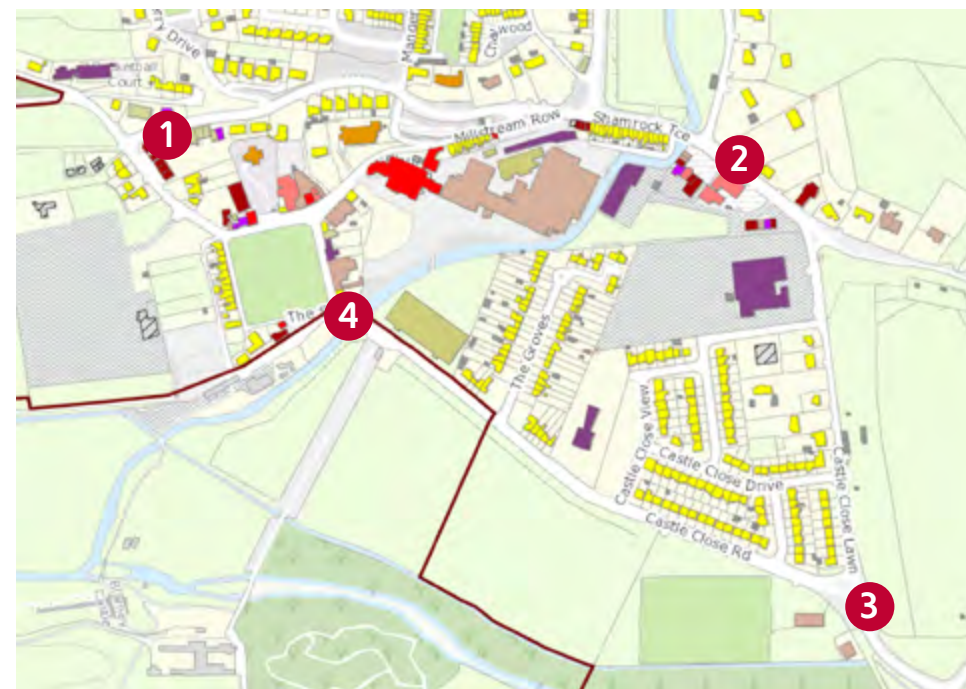 Drive
Court
wood
Millstream Row
Shamrock Tce
1
2
The Groves
4
Castle Close View
Castle Close Drive
Castle Close Rd
Castle Close Lawn
3